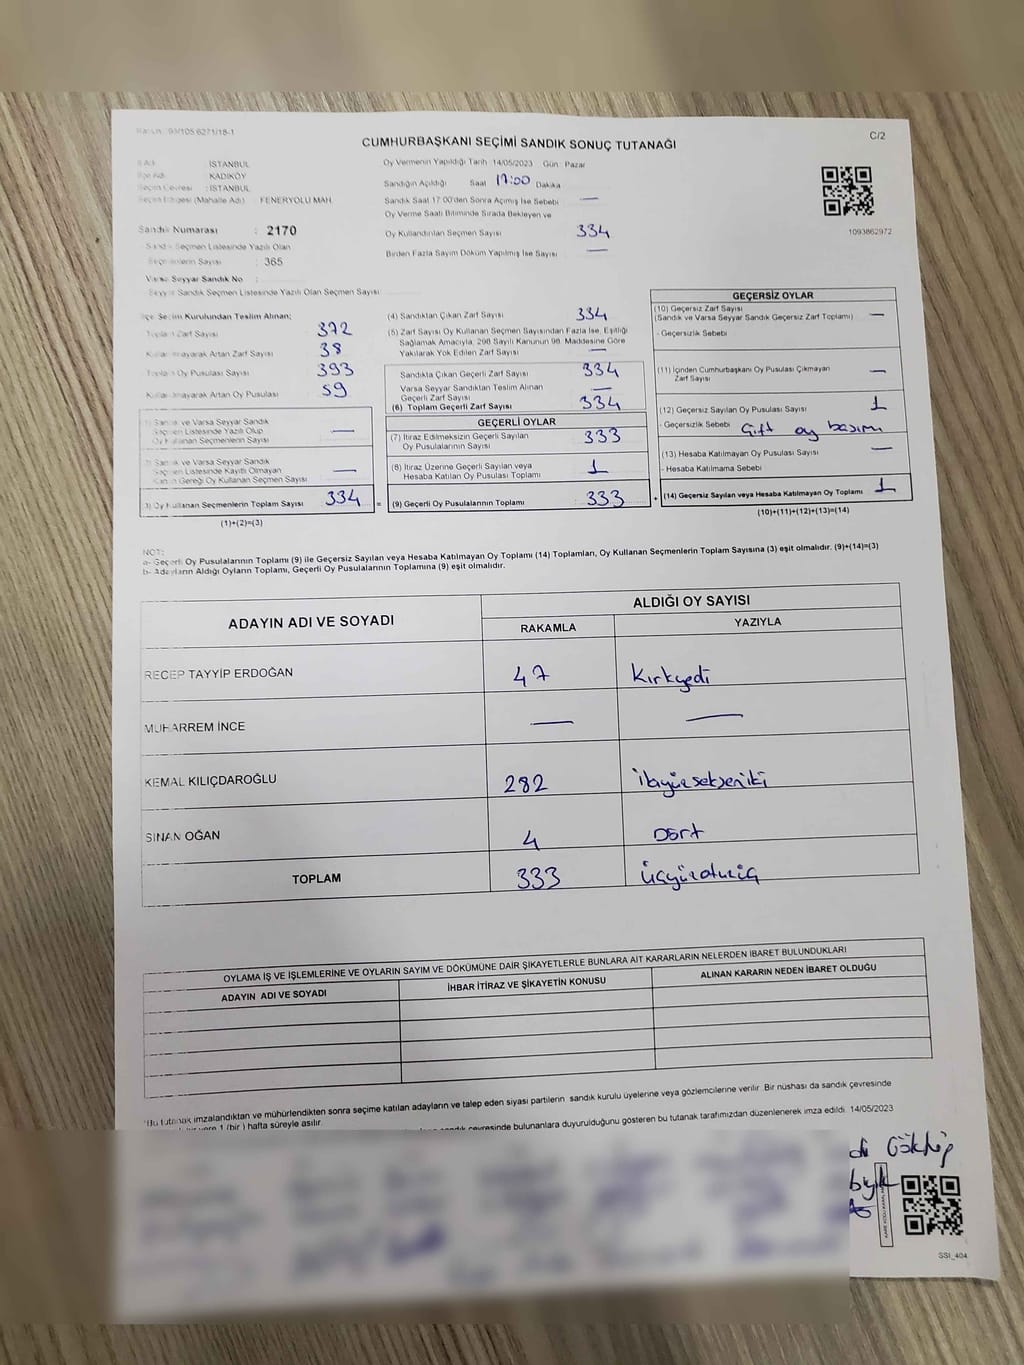 93/105.6271/18-1
C/2
CUMHURBAŞKANI SEÇİMİ SANDIK SONUÇ TUTANAĞI
İl Adı : İSTANBUL
İlçe Adı : KADIKÖY
Seçim Çevresi : İSTANBUL
Seçim Bölgesi (Mahalle Adı) : FENERYOLU MAH.
Sandık Numarası : 2170
Sandık Seçmen Listesinde Yazılı Olan
Seçmenlerin Sayısı : 365
Varsa Seyyar Sandık No :
Seyyar Sandık Seçmen Listesinde Yazılı Olan Seçmen Sayısı
Oy Vermenin Yapıldığı Tarih 14/05/2023 Gün: Pazar
Sandığın Açıldığı Saat 17:00 Dakika
Sandık Saat 17.00'den Sonra Açımış İse Sebebi —
Oy Verme Saati Bitiminde Sırada Bekleyen ve
Oy Kullandırılan Seçmen Sayısı 334
Birden Fazla Sayım Döküm Yapılmış İse Sayısı —
1093862972
İlçe Seçim Kurulundan Teslim Alınan;
Toplam Zarf Sayısı 372
Kullanılmayarak Artan Zarf Sayısı 38
Toplam Oy Pusulası Sayısı 393
Kullanılmayarak Artan Oy Pusulası 59
(1) Sandık ve Varsa Seyyar Sandık
Seçmen Listesinde Yazılı Olup
Oy Kullanan Seçmenlerin Sayısı —
(2) Sandık ve Varsa Seyyar Sandık
Seçmen Listesinde Kayıtlı Olmayan
Kanun Gereği Oy Kullanan Seçmen Sayısı —
(3) Oy Kullanan Seçmenlerin Toplam Sayısı 334 =
(1)+(2)=(3)
(4) Sandıktan Çıkan Zarf Sayısı 334
(5) Zarf Sayısı Oy Kullanan Seçmen Sayısından Fazla İse, Eşitliği
Sağlamak Amacıyla, 298 Sayılı Kanunun 98. Maddesine Göre
Yakılarak Yok Edilen Zarf Sayısı —
Sandıkta Çıkan Geçerli Zarf Sayısı : 334
Varsa Seyyar Sandıktan Teslim Alınan
Geçerli Zarf Sayısı : —
(6) Toplam Geçerli Zarf Sayısı : 334
GEÇERLİ OYLAR
(7) İtiraz Edilmeksizin Geçerli Sayılan
Oy Pusulalarının Sayısı : 333
(8) İtiraz Üzerine Geçerli Sayılan veya
Hesaba Katılan Oy Pusulası Toplamı : 1
(9) Geçerli Oy Pusulalarının Toplamı : 333 +
GEÇERSİZ OYLAR
(10) Geçersiz Zarf Sayısı
(Sandık ve Varsa Seyyar Sandık Geçersiz Zarf Toplamı) —
- Geçersizlik Sebebi
(11) İçinden Cumhurbaşkanı Oy Pusulası Çıkmayan
Zarf Sayısı —
(12) Geçersiz Sayılan Oy Pusulası Sayısı 1
- Geçersizlik Sebebi Çift oy basımı
(13) Hesaba Katılmayan Oy Pusulası Sayısı —
- Hesaba Katılmama Sebebi
(14) Geçersiz Sayılan veya Hesaba Katılmayan Oy Toplamı 1
(10)+(11)+(12)+(13)=(14)
NOT:
a- Geçerli Oy Pusulalarının Toplamı (9) ile Geçersiz Sayılan veya Hesaba Katılmayan Oy Toplamı (14) Toplamları, Oy Kullanan Seçmenlerin Toplam Sayısına (3) eşit olmalıdır. (9)+(14)=(3)
b- Adayların Aldığı Oyların Toplamı, Geçerli Oy Pusulalarının Toplamına (9) eşit olmalıdır.
ADAYIN ADI VE SOYADI
ALDIĞI OY SAYISI
RAKAMLA YAZIYLA
RECEP TAYYİP ERDOĞAN 47 Kırkyedi
MUHARREM İNCE — —
KEMAL KILIÇDAROĞLU 282 ikiyüzsekseniki
SİNAN OĞAN 4 Dört
TOPLAM 333 üçyüzotuzüç
OYLAMA İŞ VE İŞLEMLERİNE VE OYLARIN SAYIM VE DÖKÜMÜNE DAİR ŞİKAYETLERLE BUNLARA AİT KARARLARIN NELERDEN İBARET BULUNDUKLARI
ADAYIN ADI VE SOYADI İHBAR İTİRAZ VE ŞİKAYETİN KONUSU ALINAN KARARIN NEDEN İBARET OLDUĞU
"Bu tutanak imzalandıktan ve mühürlendikten sonra seçime katılan adayların ve talep eden siyasi partilerin sandık kurulu üyelerine veya gözlemcilerine verilir. Bir nüshası da sandık çevresinde
1 (bir) hafta süreyle asılır.
sandık çevresinde bulunanlara duyurulduğunu gösteren bu tutanak tarafımızdan düzenlenerek imza edildi. 14/05/2023
Gökhp
bıyık
SSI_404